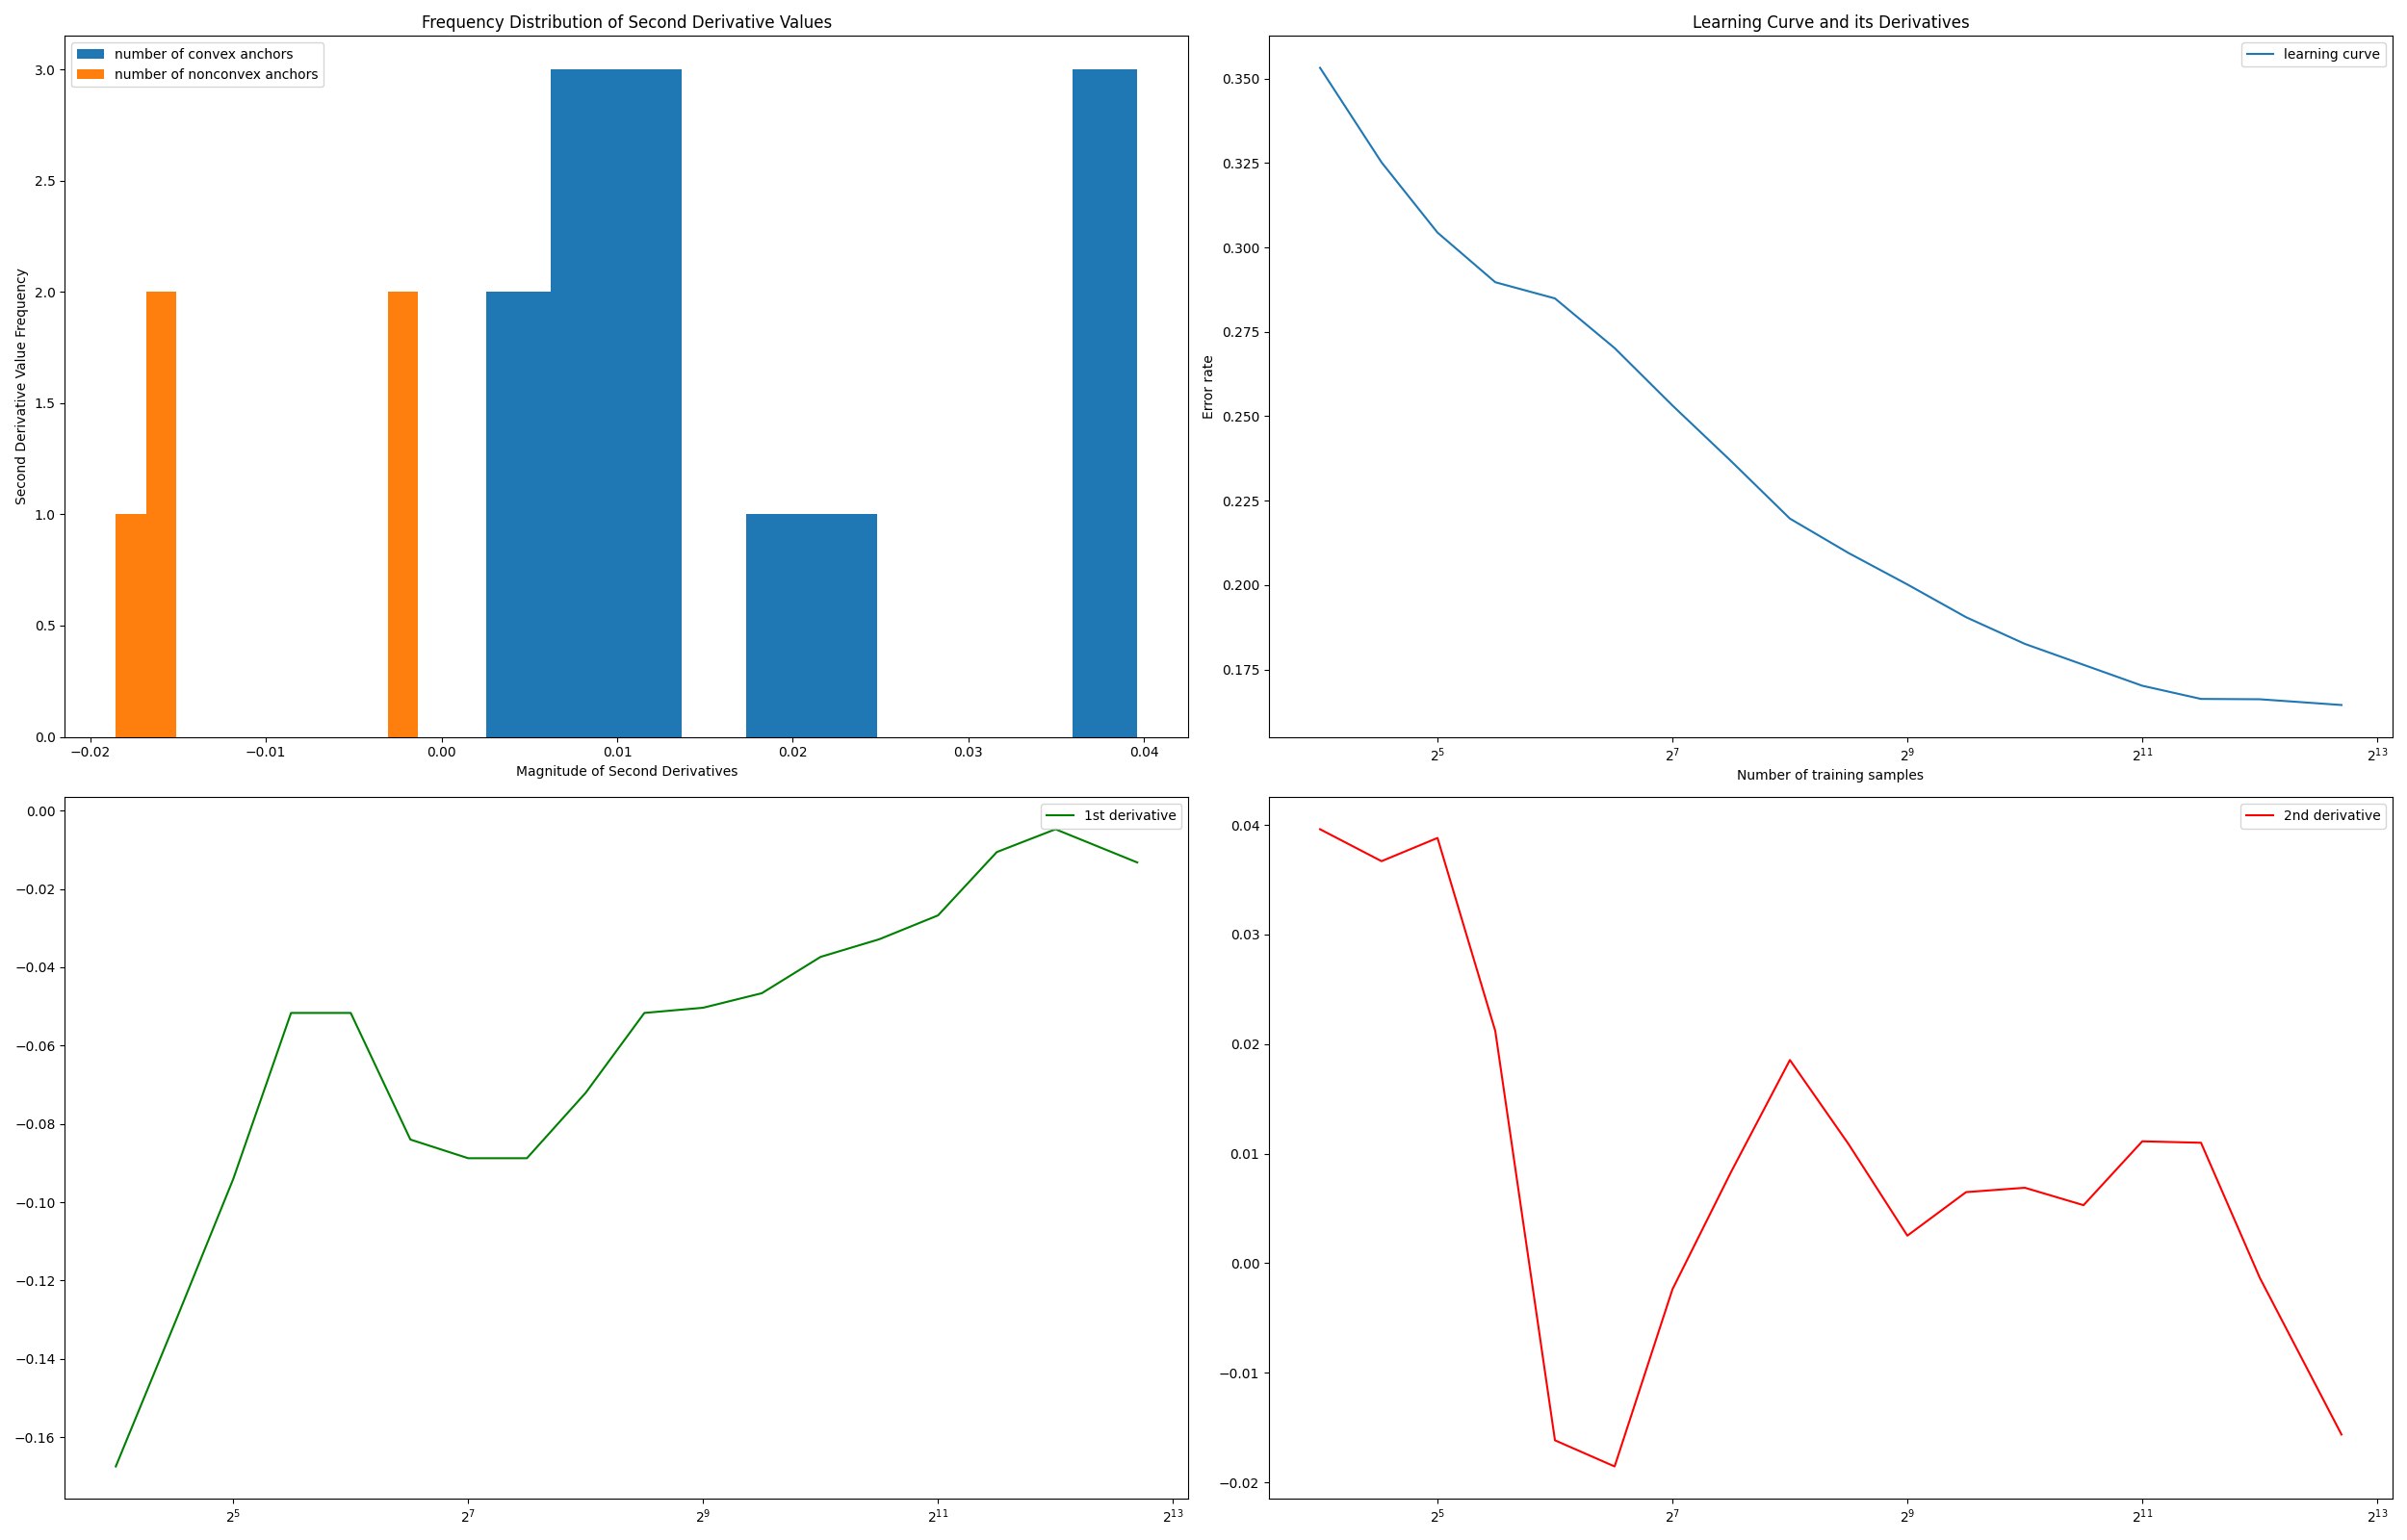 Frequency Distribution of Second Derivative Values
number of convex anchors
number of nonconvex anchors
Second Derivative Value Frequency
3.0
2.5
2.0
1.5
1.0
0.5
0.0
−0.02 −0.01 0.00 0.01 0.02 0.03 0.04
Magnitude of Second Derivatives
Learning Curve and its Derivatives
learning curve
Error rate
0.350
0.325
0.300
0.275
0.250
0.225
0.200
0.175
2⁵ 2⁷ 2⁹ 2¹¹ 2¹³
Number of training samples
1st derivative
0.00
−0.02
−0.04
−0.06
−0.08
−0.10
−0.12
−0.14
−0.16
2⁵ 2⁷ 2⁹ 2¹¹ 2¹³
2nd derivative
0.04
0.03
0.02
0.01
0.00
−0.01
−0.02
2⁵ 2⁷ 2⁹ 2¹¹ 2¹³